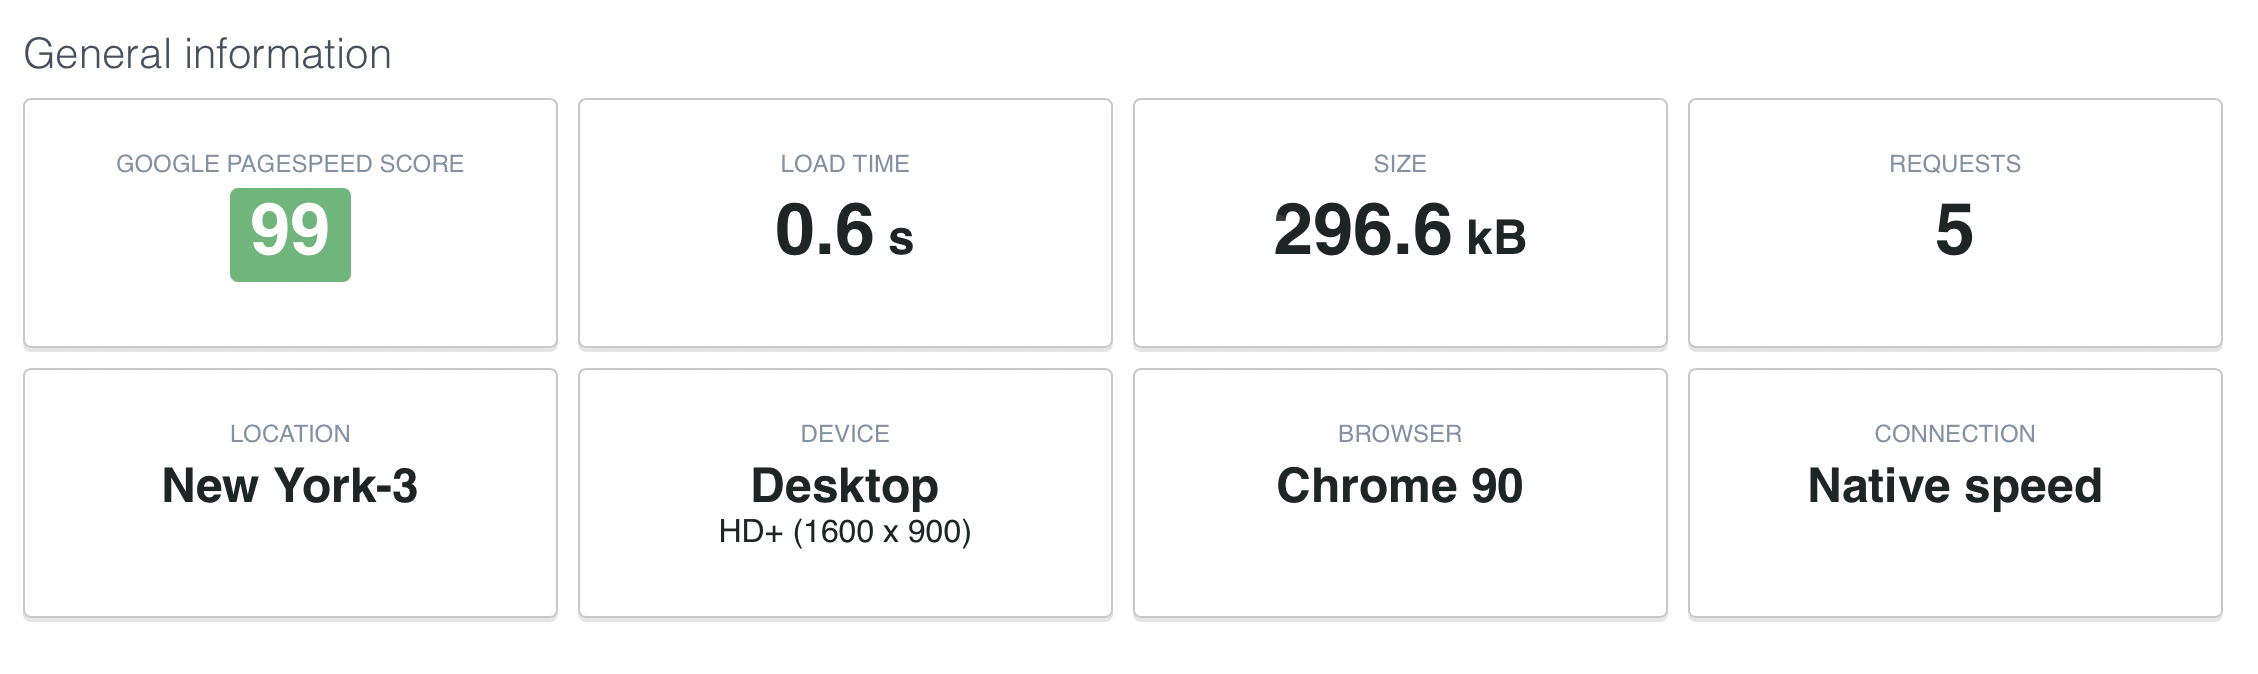 General information
GOOGLE PAGESPEED SCORE
99
LOAD TIME
0.6 s
SIZE
296.6 kB
REQUESTS
5
LOCATION
New York-3
DEVICE
Desktop
HD+ (1600 x 900)
BROWSER
Chrome 90
CONNECTION
Native speed